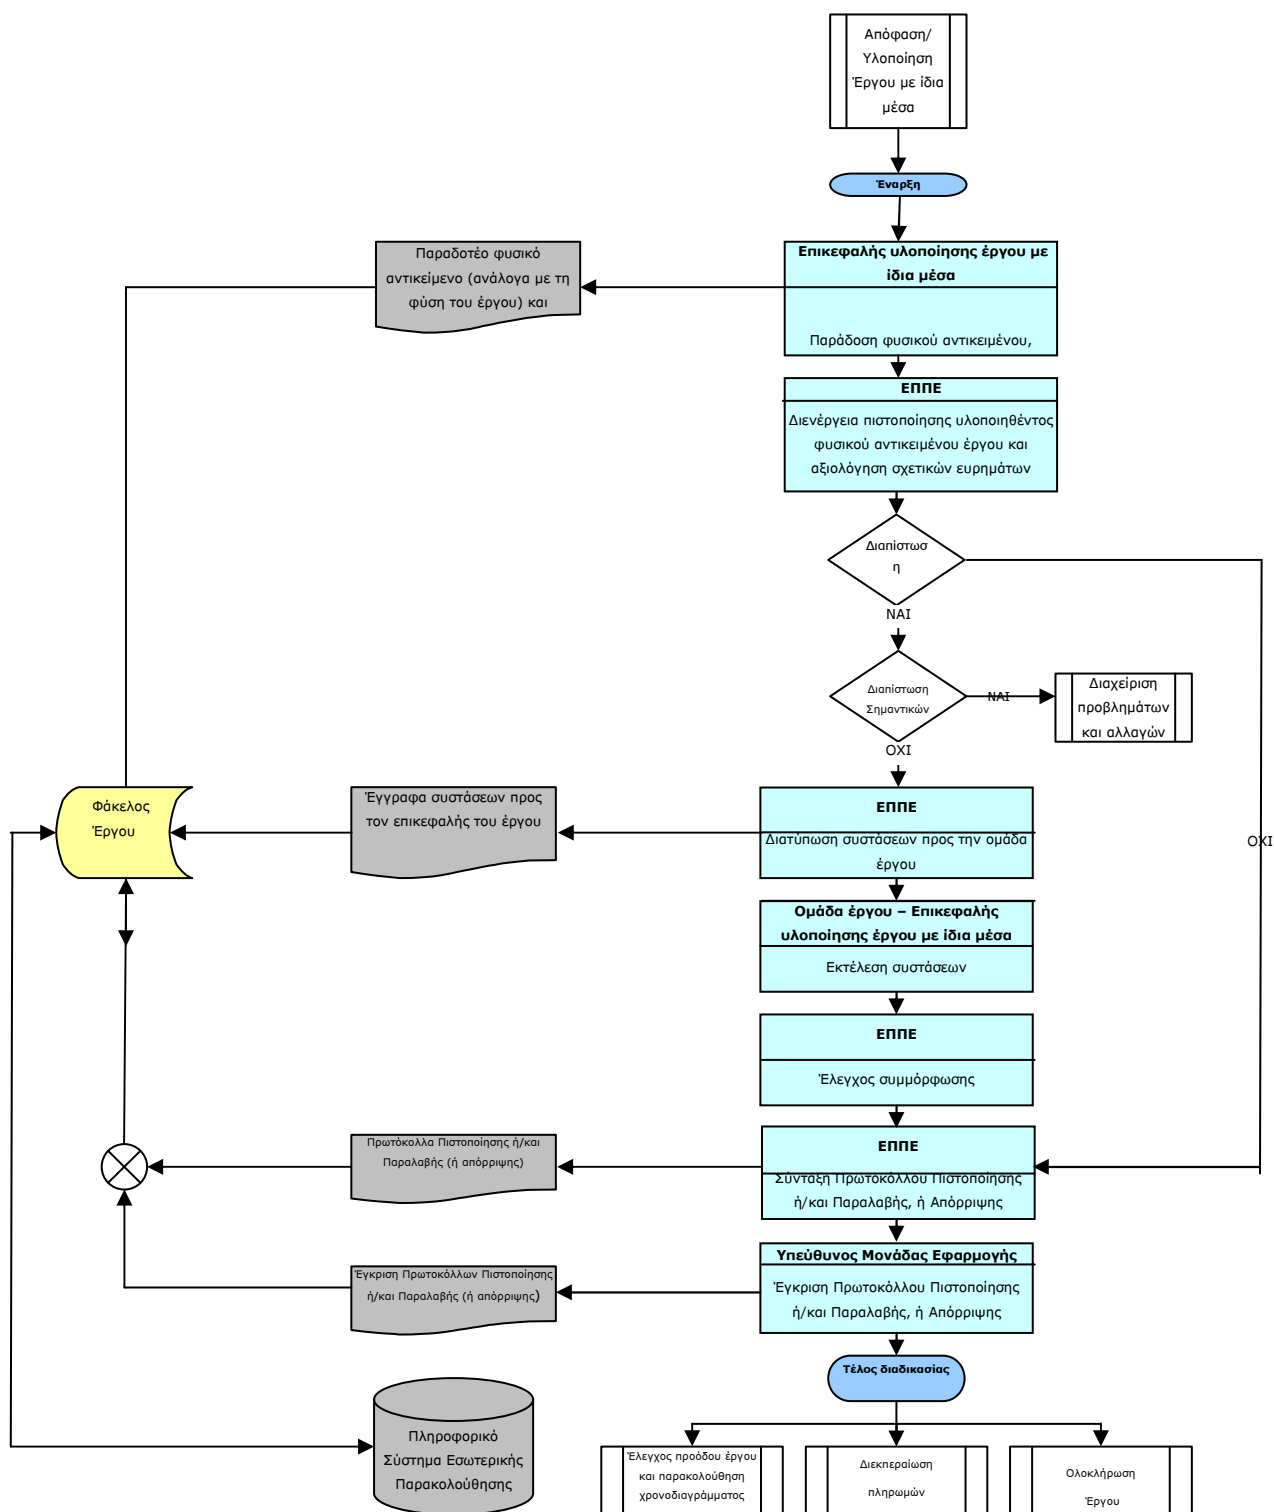 Απόφαση/
Υλοποίηση
Έργου με ίδια
μέσα
Έναρξη
Παραδοτέο φυσικό
αντικείμενο (ανάλογα με τη
φύση του έργου) και
Επικεφαλής υλοποίησης έργου με
ίδια μέσα
Παράδοση φυσικού αντικειμένου,
ΕΠΠΕ
Διενέργεια πιστοποίησης υλοποιηθέντος
φυσικού αντικειμένου έργου και
αξιολόγηση σχετικών ευρημάτων
Διαπίστωσ
η
ΝΑΙ
Διαπίστωση
Σημαντικών
ΝΑΙ
Διαχείριση
προβλημάτων
και αλλαγών
ΟΧΙ
Φάκελος
Έργου
Έγγραφα συστάσεων προς
τον επικεφαλής του έργου
ΕΠΠΕ
Διατύπωση συστάσεων προς την ομάδα
έργου
ΟΧΙ
Ομάδα έργου – Επικεφαλής
υλοποίησης έργου με ίδια μέσα
Εκτέλεση συστάσεων
ΕΠΠΕ
Έλεγχος συμμόρφωσης
Πρωτόκολλα Πιστοποίησης ή/και
Παραλαβής (ή απόρριψης)
ΕΠΠΕ
Σύνταξη Πρωτοκόλλου Πιστοποίησης
ή/και Παραλαβής, ή Απόρριψης
Έγκριση Πρωτοκόλλων Πιστοποίησης
ή/και Παραλαβής (ή απόρριψης)
Υπεύθυνος Μονάδας Εφαρμογής
Έγκριση Πρωτοκόλλου Πιστοποίησης
ή/και Παραλαβής, ή Απόρριψης
Τέλος διαδικασίας
Πληροφορικό
Σύστημα Εσωτερικής
Παρακολούθησης
Έλεγχος προόδου έργου
και παρακολούθηση
χρονοδιαγράμματος
Διεκπεραίωση
πληρωμών
Ολοκλήρωση
Έργου